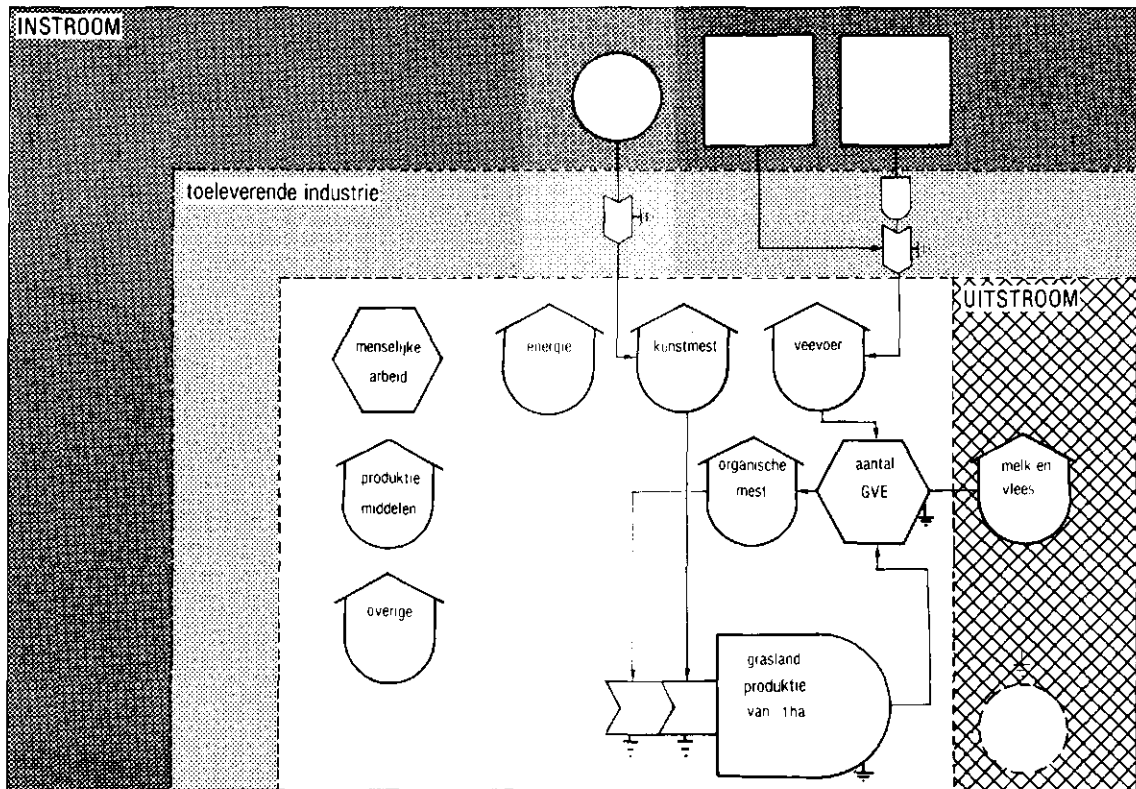 INSTROOM
toeleverende industrie
UITSTROOM
menselijke
arbeid
energie
kunstmest
veevoer
produktie
middelen
organische
mest
aantal
GVE
melk en
vlees
overige
grasland
produktie
van 1ha